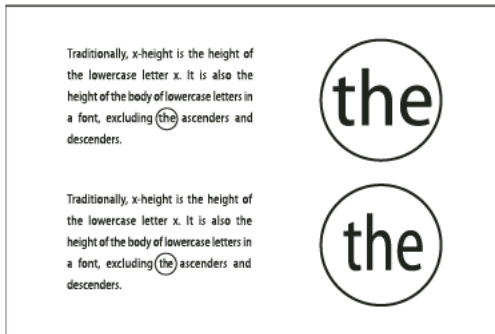 Traditionally, x-height is the height of
the lowercase letter x. It is also the
height of the body of lowercase letters in
a font, excluding the ascenders and
descenders.
the
Traditionally, x-height is the height of
the lowercase letter x. It is also the
height of the body of lowercase letters in
a font, excluding the ascenders and
descenders.
the